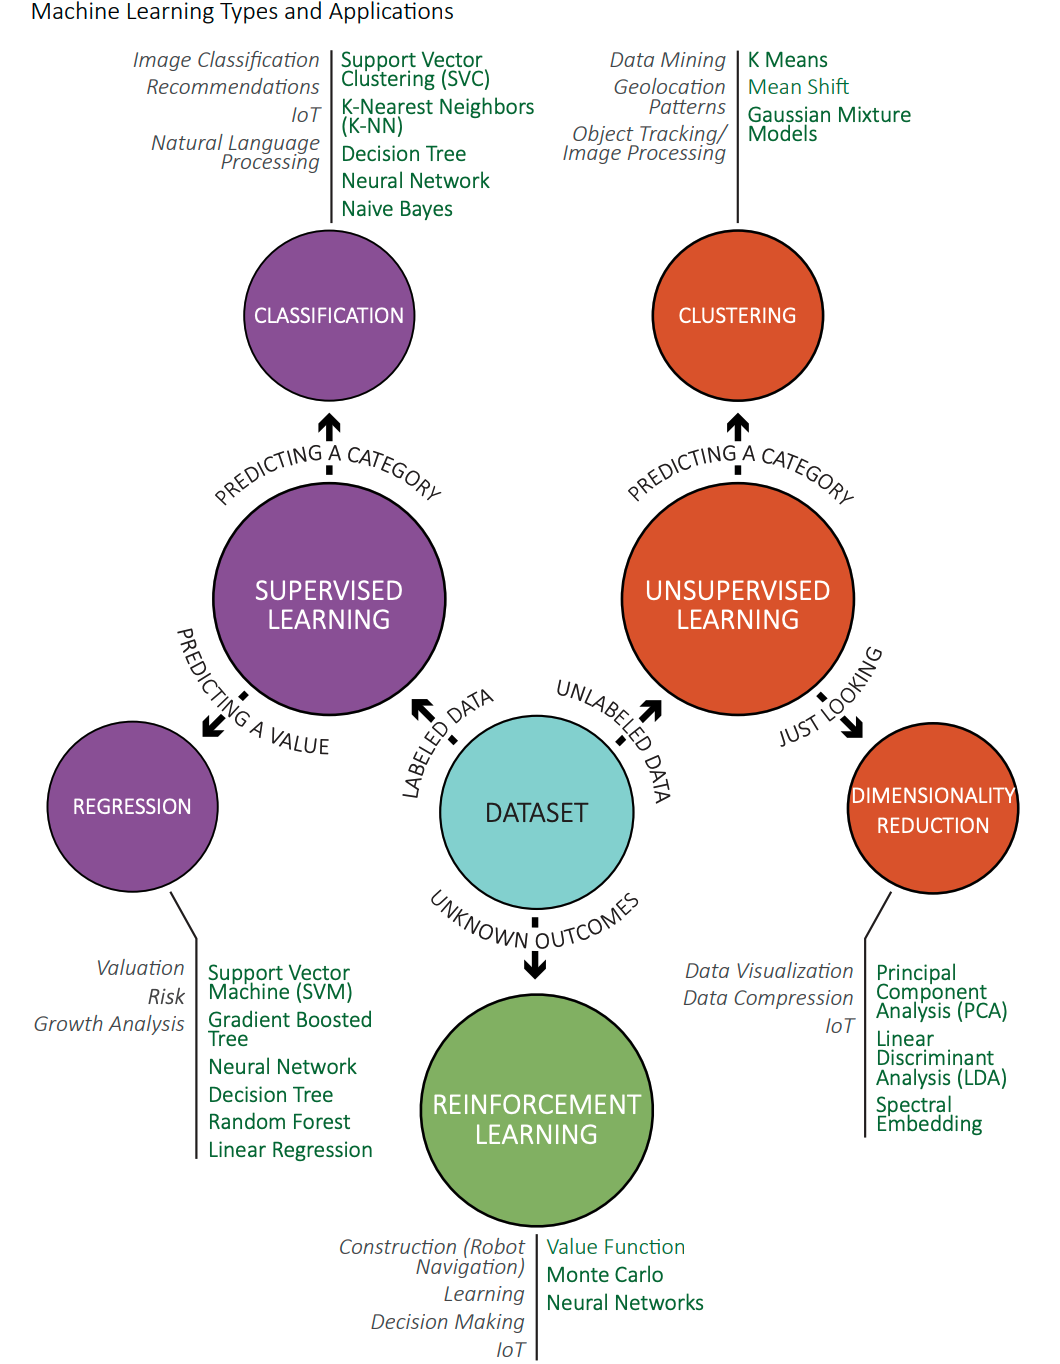 Machine Learning Types and Applications
Image Classification
Recommendations
IoT
Natural Language
Processing
Support Vector
Clustering (SVC)
K-Nearest Neighbors
(K-NN)
Decision Tree
Neural Network
Naive Bayes
Data Mining
Geolocation
Patterns
Object Tracking/
Image Processing
K Means
Mean Shift
Gaussian Mixture
Models
CLASSIFICATION
CLUSTERING
PREDICTING A CATEGORY
PREDICTING A CATEGORY
SUPERVISED
LEARNING
UNSUPERVISED
LEARNING
PREDICTING A VALUE
LABELED DATA
UNLABELED DATA
JUST LOOKING
REGRESSION
DATASET
DIMENSIONALITY
REDUCTION
UNKNOWN OUTCOMES
Valuation
Risk
Growth Analysis
Support Vector
Machine (SVM)
Gradient Boosted
Tree
Neural Network
Decision Tree
Random Forest
Linear Regression
Data Visualization
Data Compression
IoT
Principal
Component
Analysis (PCA)
Linear
Discriminant
Analysis (LDA)
Spectral
Embedding
REINFORCEMENT
LEARNING
Construction (Robot
Navigation)
Learning
Decision Making
IoT
Value Function
Monte Carlo
Neural Networks